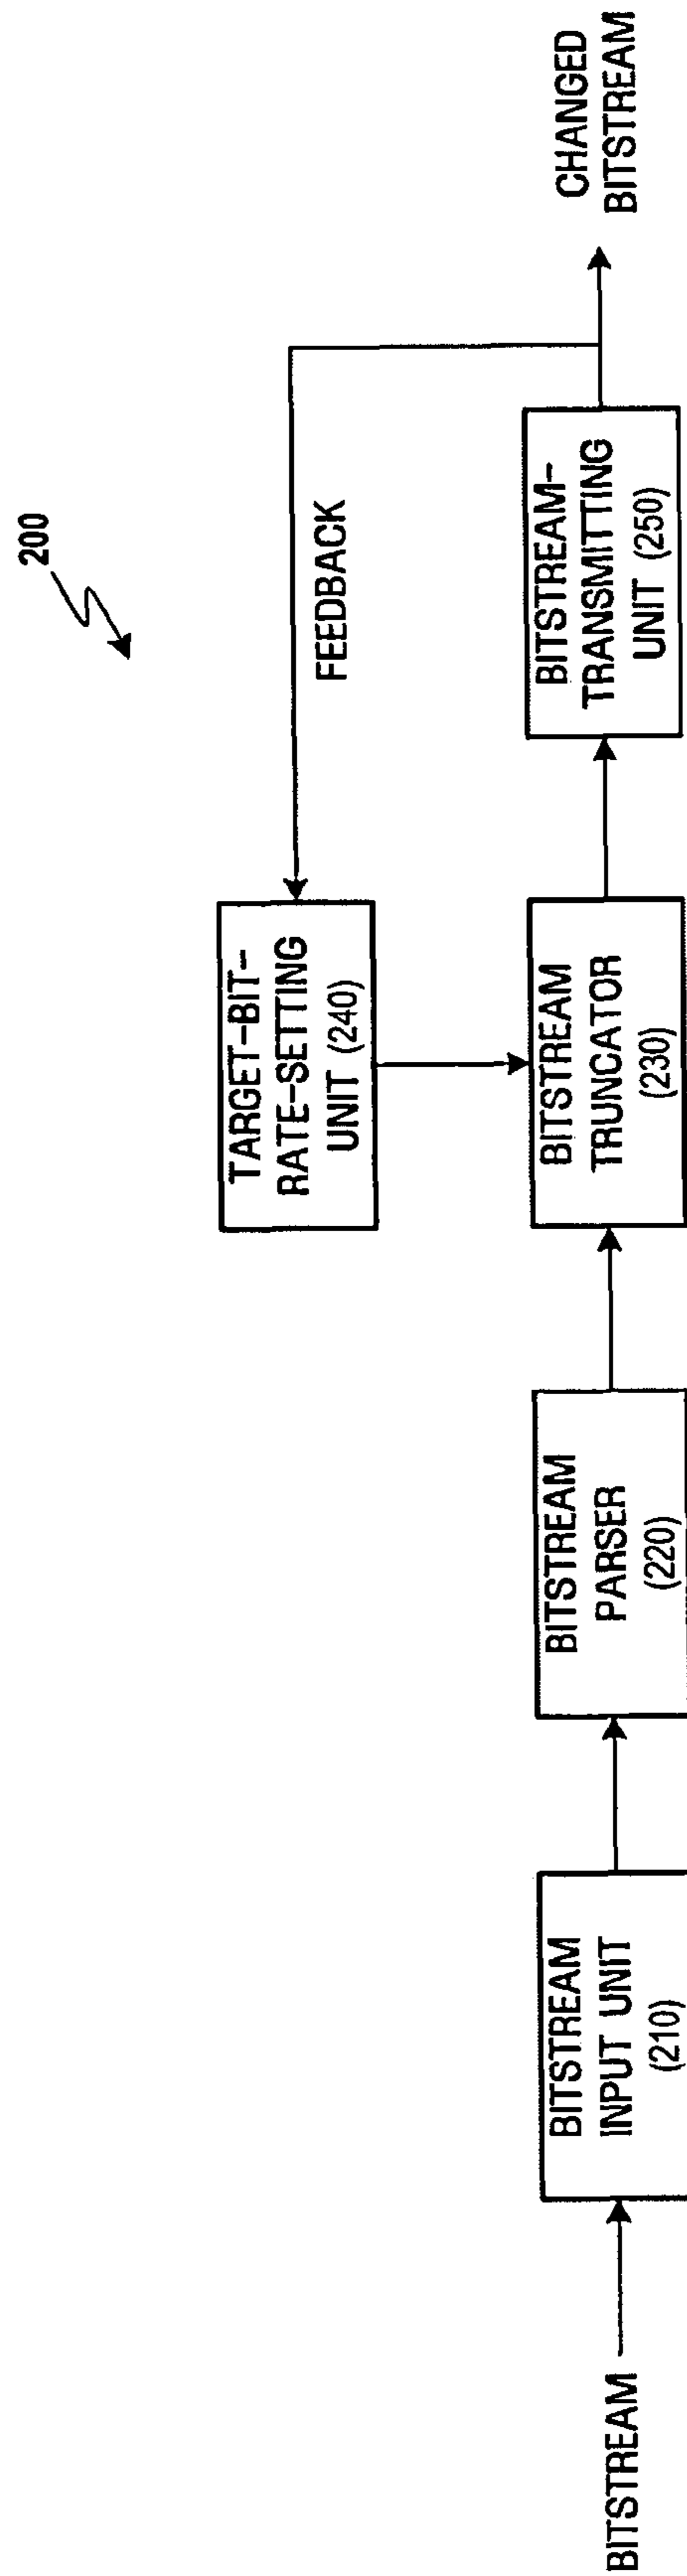 200
FEEDBACK
TARGET-BIT-
RATE-SETTING
UNIT (240)
BITSTREAM
BITSTREAM
INPUT UNIT
(210)
BITSTREAM
PARSER
(220)
BITSTREAM
TRUNCATOR
(230)
BITSTREAM-
TRANSMITTING
UNIT (250)
CHANGED
BITSTREAM